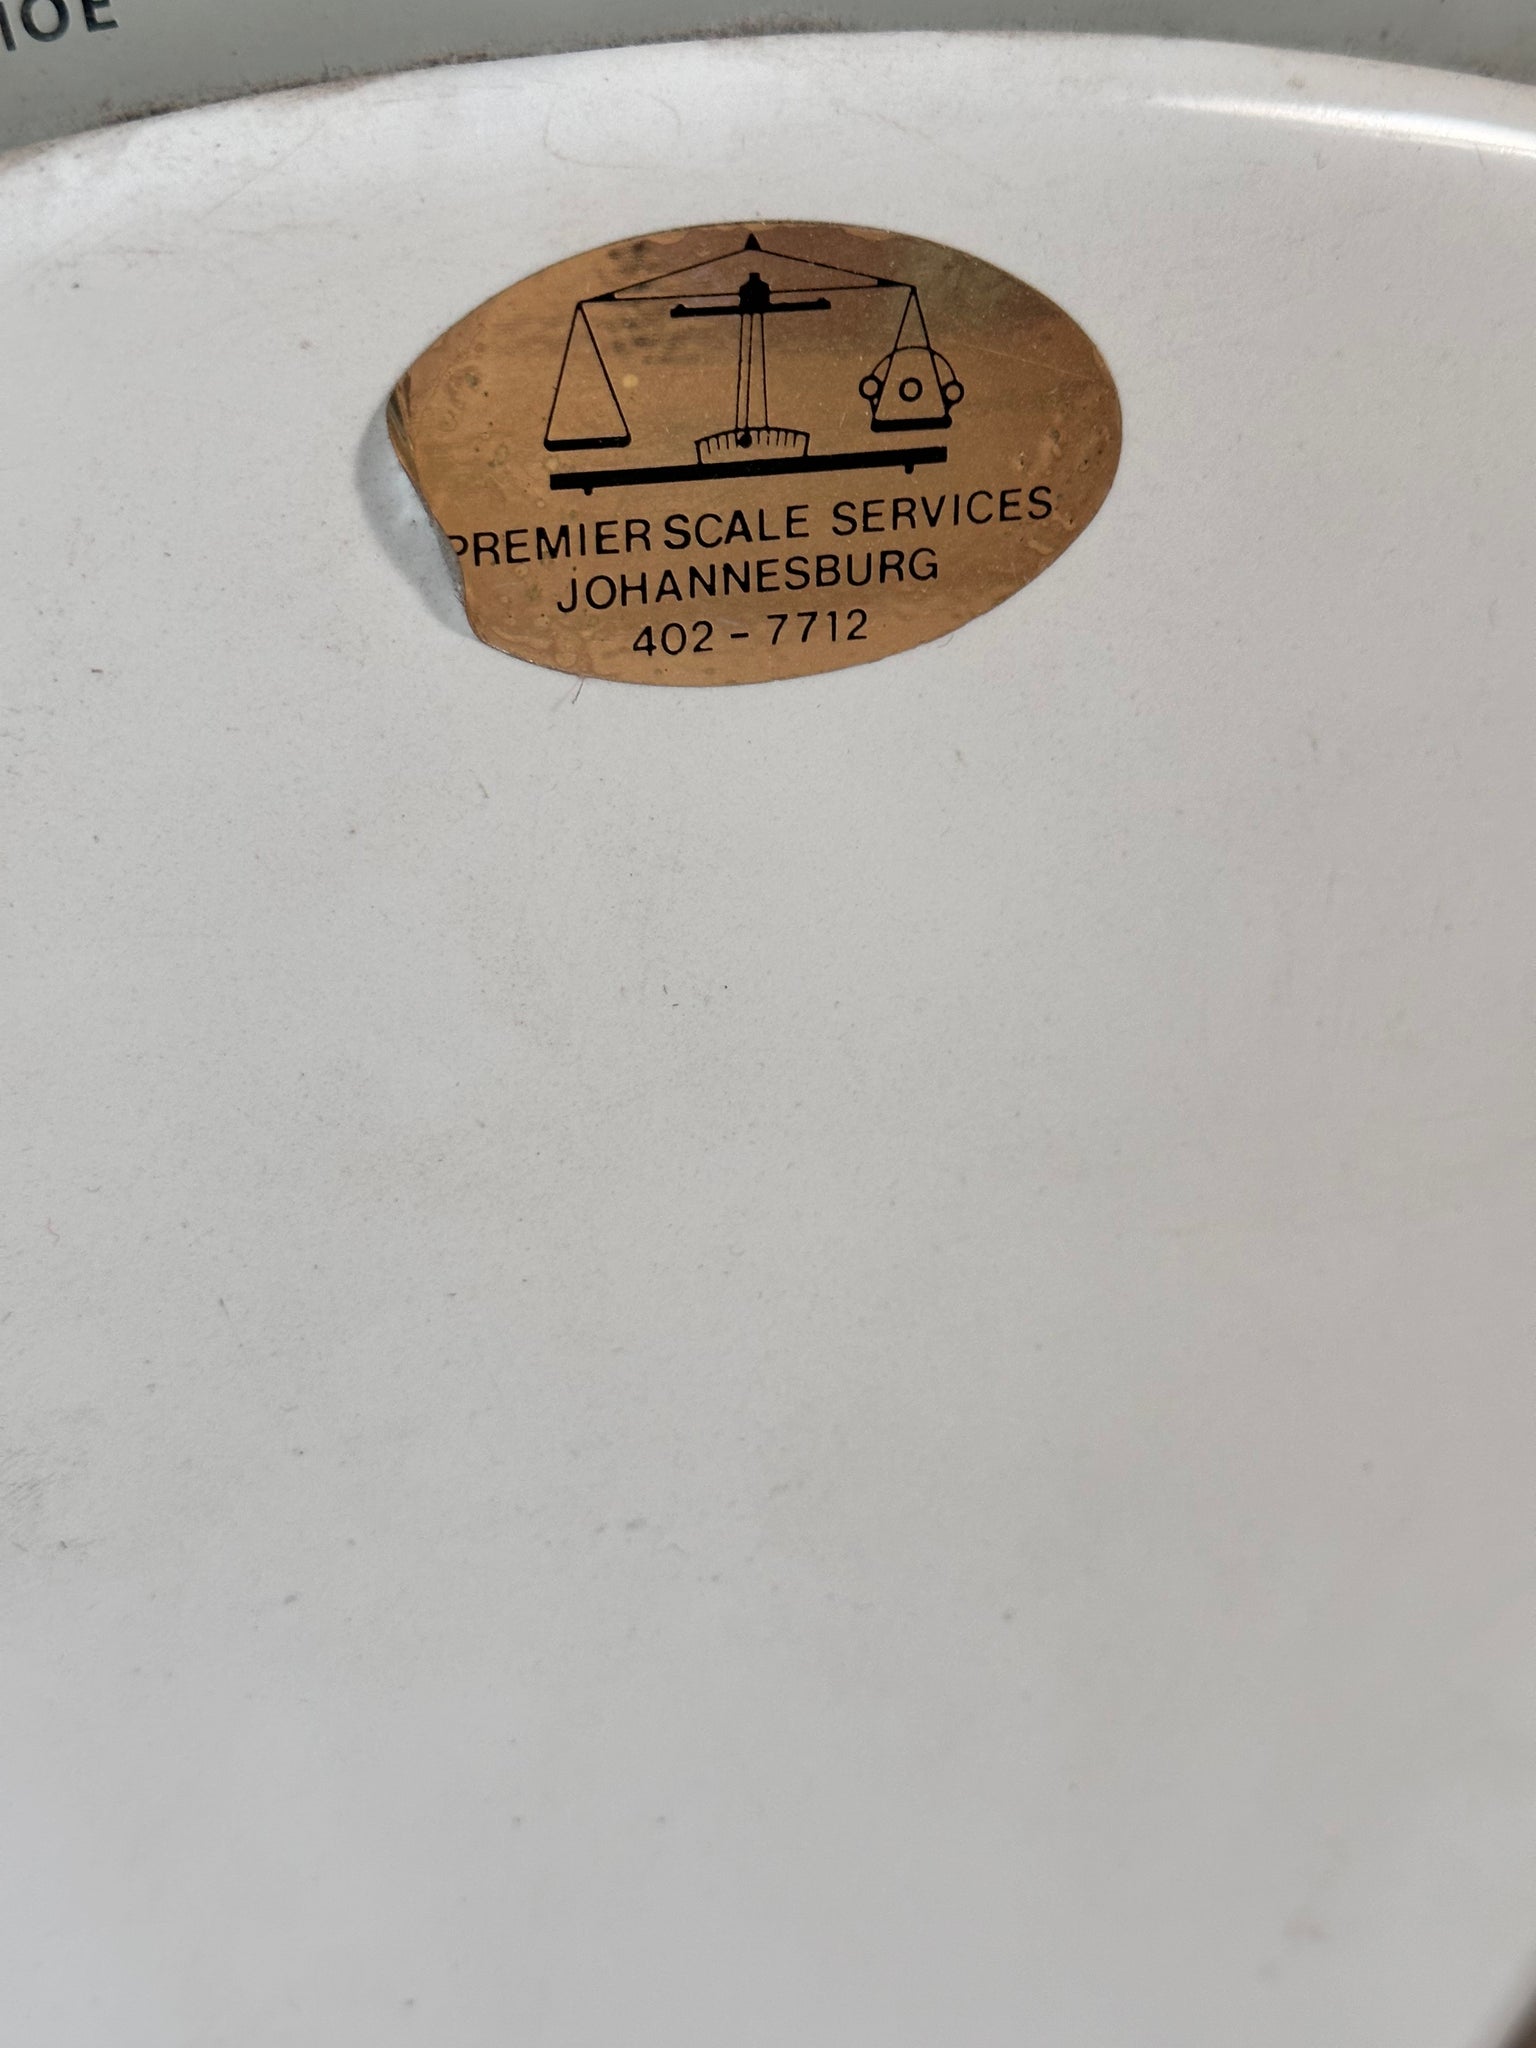 PREMIER SCALE SERVICES
JOHANNESBURG
402 - 7712